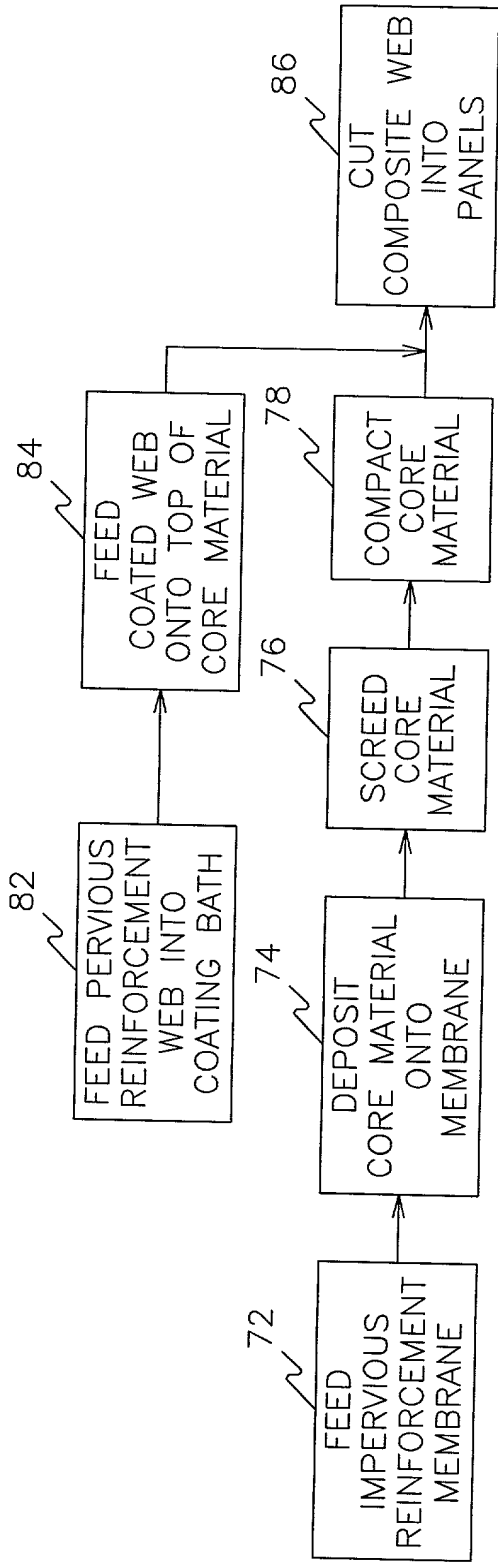 82
FEED PERVIOUS
REINFORCEMENT
WEB INTO
COATING BATH
84
FEED
COATED WEB
ONTO TOP OF
CORE MATERIAL
72
FEED
IMPERVIOUS
REINFORCEMENT
MEMBRANE
74
DEPOSIT
CORE MATERIAL
ONTO
MEMBRANE
76
SCREED
CORE
MATERIAL
78
COMPACT
CORE
MATERIAL
86
CUT
COMPOSITE WEB
INTO
PANELS